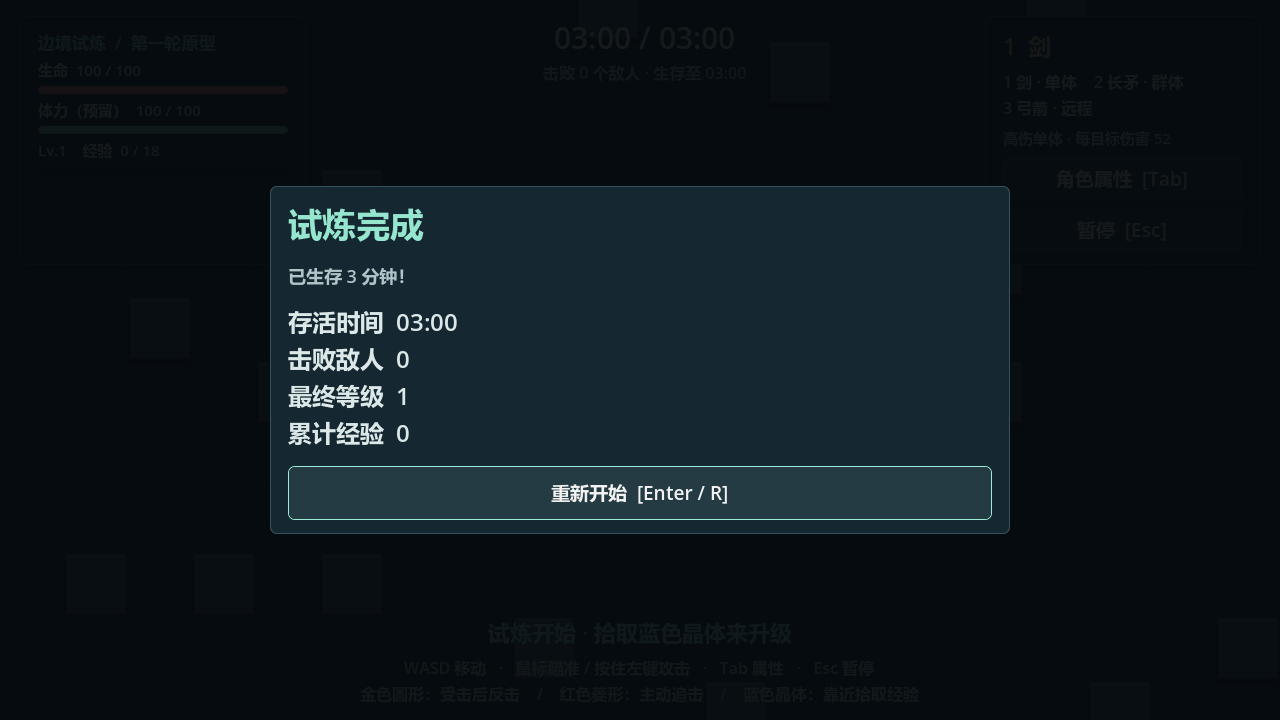 边境试炼 / 第一轮原型
生命 100 / 100
体力（预留） 100 / 100
Lv.1 经验 0 / 18
03:00 / 03:00
击败 0 个敌人 · 生存至 03:00
1 剑
1 剑 · 单体 2 长矛 · 群体
3 弓箭 · 远程
高伤单体 · 每目标伤害 52
角色属性 [Tab]
暂停 [Esc]
试炼完成
已生存 3 分钟！
存活时间 03:00
击败敌人 0
最终等级 1
累计经验 0
重新开始 [Enter / R]
试炼开始 · 拾取蓝色晶体来升级
WASD 移动 · 鼠标瞄准 / 按住左键攻击 · Tab 属性 · Esc 暂停
金色圆形：受击后反击 / 红色菱形：主动追击 / 蓝色晶体：靠近拾取经验